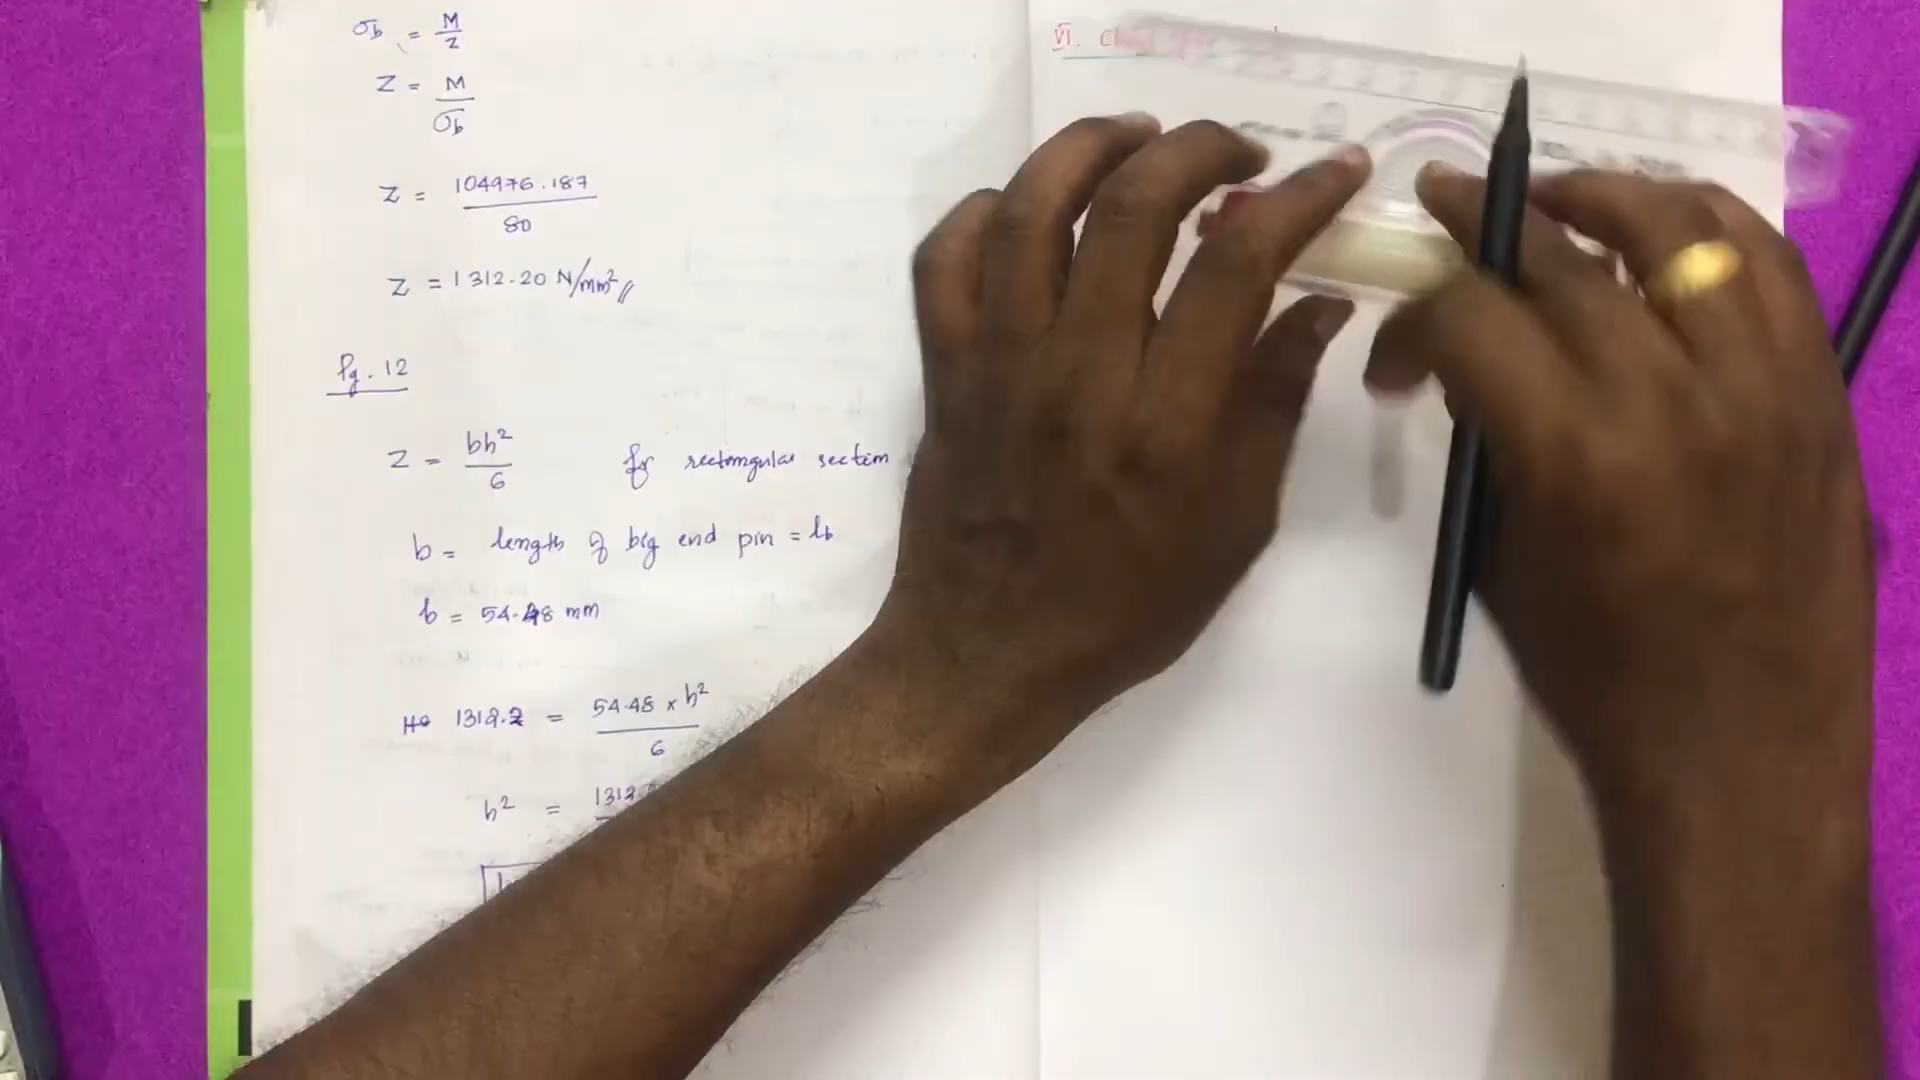 σb = M/Z
Z = M/σb
Z = 104976.187/80
Z = 1312.20 N/mm²//
Pg. 12
Z = bh²/6 for rectangular section
b = length of big end pin = lb
b = 54.48 mm
1312.2 = 54.48 × h²/6
h² =
VI.